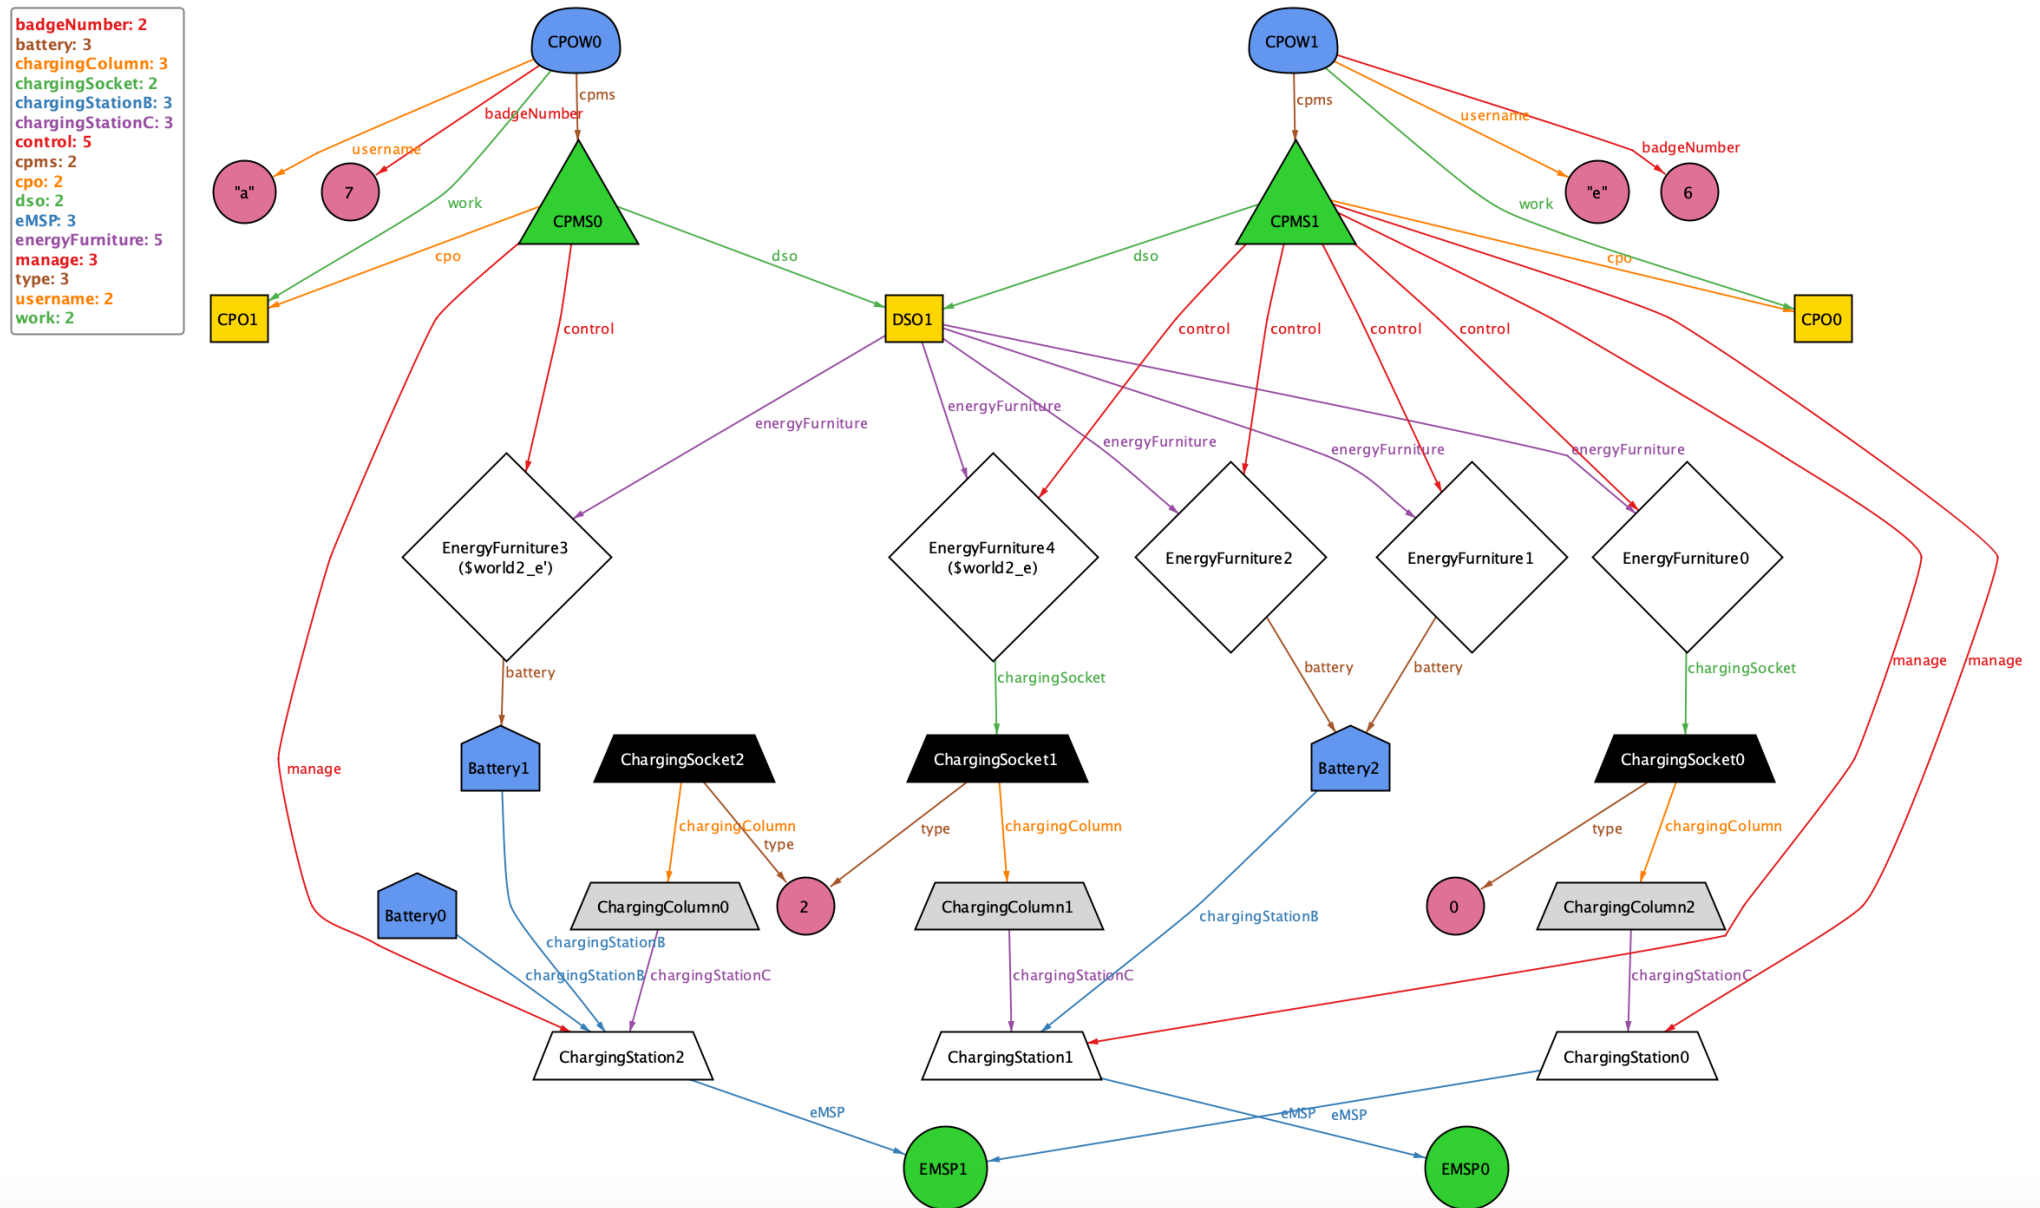 badgeNumber: 2
battery: 3
chargingColumn: 3
chargingSocket: 2
chargingStationB: 3
chargingStationC: 3
control: 5
cpms: 2
cpo: 2
dso: 2
eMSP: 3
energyFurniture: 5
manage: 3
type: 3
username: 2
work: 2
CPOW0
CPOW1
cpms
cpms
badgeNumber
username
username
badgeNumber
"a"
7
"e"
6
work
work
CPMS0
CPMS1
cpo
dso
dso
cpo
CPO1
DSO1
CPO0
control
control
control
control
control
energyFurniture
energyFurniture
energyFurniture
energyFurniture
energyFurniture
EnergyFurniture3
($world2_e')
EnergyFurniture4
($world2_e)
EnergyFurniture2
EnergyFurniture1
EnergyFurniture0
battery
chargingSocket
battery
battery
chargingSocket
manage
manage
manage
Battery1
ChargingSocket2
ChargingSocket1
Battery2
ChargingSocket0
chargingColumn
type
type
chargingColumn
type
chargingColumn
Battery0
ChargingColumn0
2
ChargingColumn1
chargingStationB
0
ChargingColumn2
chargingStationB
chargingStationB
chargingStationC
chargingStationC
chargingStationC
ChargingStation2
ChargingStation1
ChargingStation0
eMSP
eMSP
eMSP
EMSP1
EMSP0